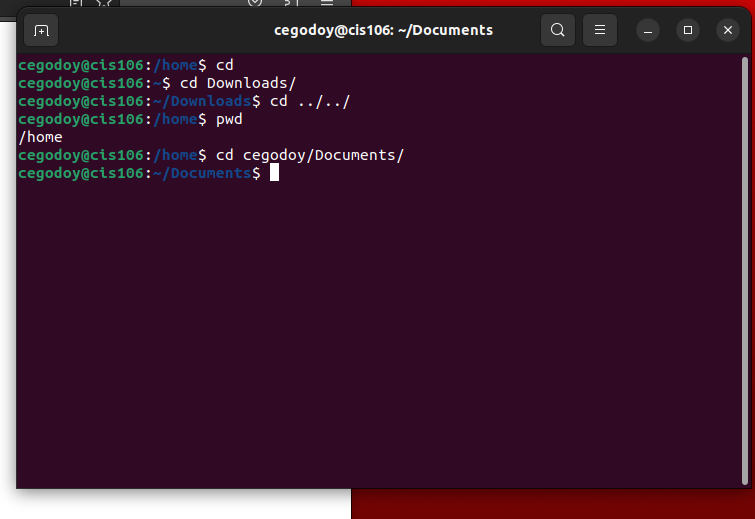 cegodoy@cis106: ~/Documents
cegodoy@cis106:/home$ cd
cegodoy@cis106:~$ cd Downloads/
cegodoy@cis106:~/Downloads$ cd ../../
cegodoy@cis106:/home$ pwd
/home
cegodoy@cis106:/home$ cd cegodoy/Documents/
cegodoy@cis106:~/Documents$